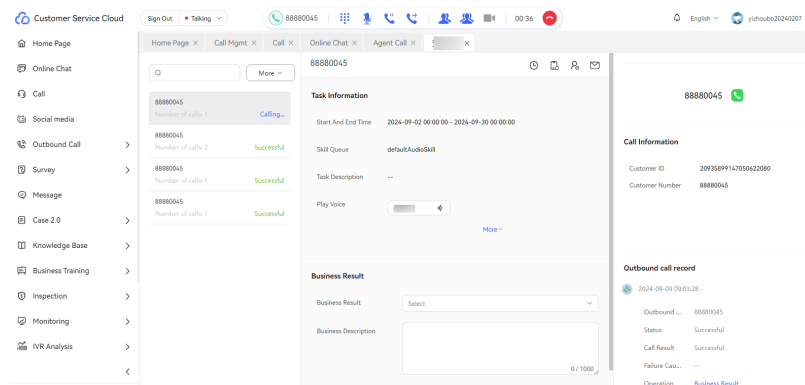 Customer Service Cloud
Sign Out
Talking
88880045
00:36
English
yizhoubo20240207
Home Page
Online Chat
Call
Social media
Outbound Call
Survey
Message
Case 2.0
Knowledge Base
Business Training
Inspection
Monitoring
IVR Analysis
Home Page
Call Mgmt
Call
Online Chat
Agent Call
More
88880045
Number of calls: 1
Calling...
88880045
Number of calls: 2
Successful
88880045
Number of calls: 1
Successful
88880045
Number of calls: 1
Successful
88880045
Task Information
Start And End Time 2024-09-02 00:00:00 - 2024-09-30 00:00:00
Skill Queue defaultAudioSkill
Task Description --
Play Voice
More
Business Result
Business Result Select
Business Description
0 / 1000
88880045
Call Information
Customer ID 20935899147050622080
Customer Number 88880045
Outbound call record
2024-09-09 09:03:28 -
Outbound ... 88880045
Status Successful
Call Result Successful
Failure Cau... --
Operation Business Result